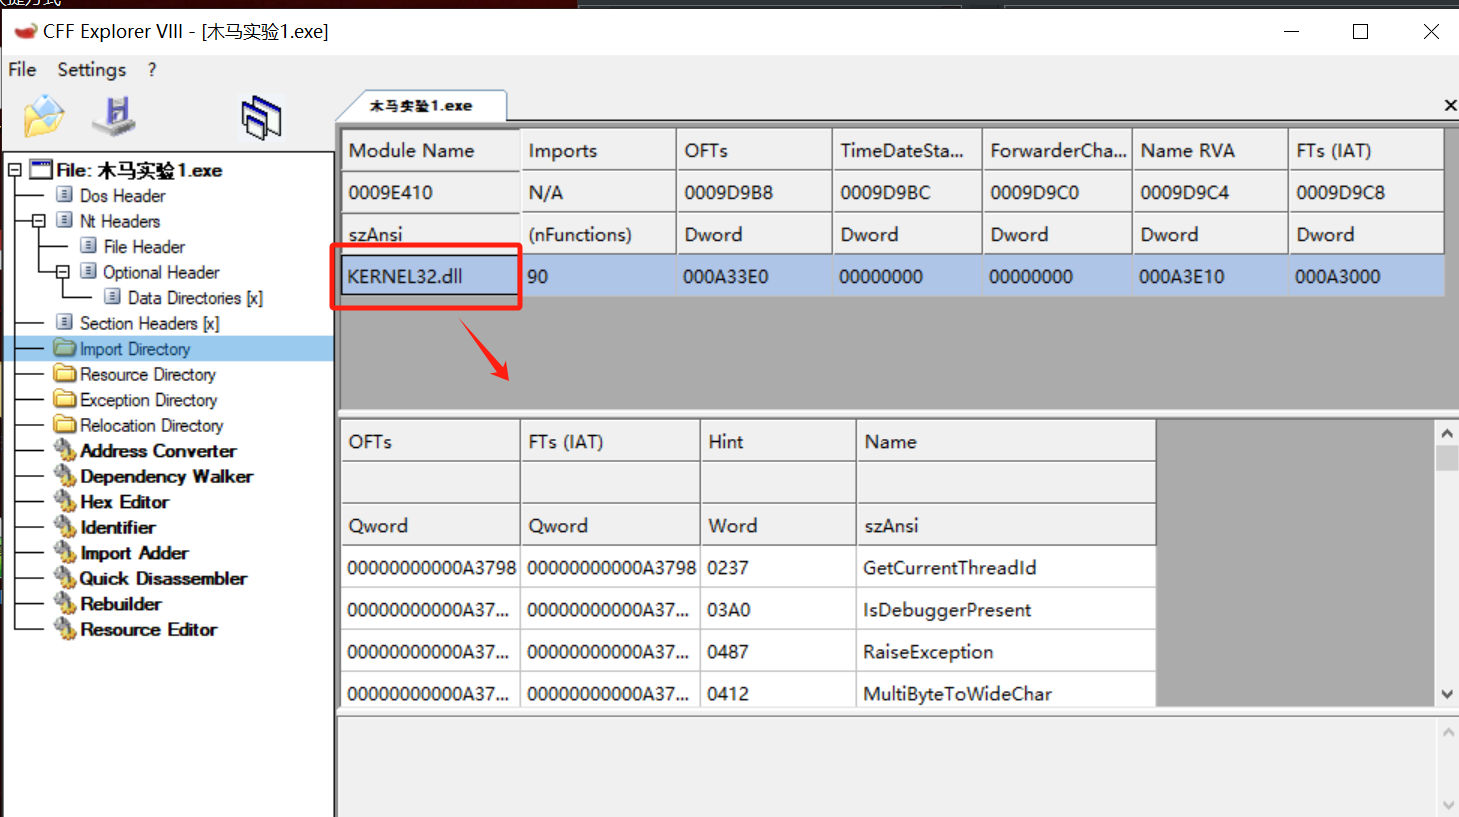 CFF Explorer VIII - [木马实验1.exe]
File Settings ?
木马实验1.exe
File: 木马实验1.exe
Dos Header
Nt Headers
File Header
Optional Header
Data Directories [x]
Section Headers [x]
Import Directory
Resource Directory
Exception Directory
Relocation Directory
Address Converter
Dependency Walker
Hex Editor
Identifier
Import Adder
Quick Disassembler
Rebuilder
Resource Editor
Module Name Imports OFTs TimeDateSta... ForwarderCha... Name RVA FTs (IAT)
0009E410 N/A 0009D9B8 0009D9BC 0009D9C0 0009D9C4 0009D9C8
szAnsi (nFunctions) Dword Dword Dword Dword Dword
KERNEL32.dll 90 000A33E0 00000000 00000000 000A3E10 000A3000
OFTs FTs (IAT) Hint Name
Qword Qword Word szAnsi
00000000000A3798 00000000000A3798 0237 GetCurrentThreadId
00000000000A37... 00000000000A37... 03A0 IsDebuggerPresent
00000000000A37... 00000000000A37... 0487 RaiseException
00000000000A37... 00000000000A37... 0412 MultiByteToWideChar